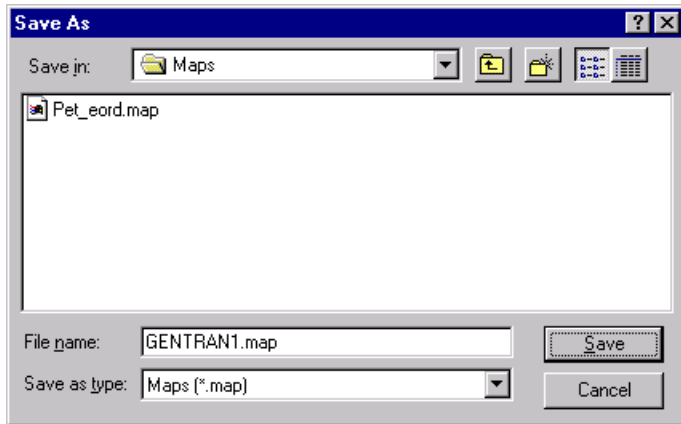 Save As
Save in: Maps
Pet_eord.map
File name: GENTRAN1.map Save
Save as type: Maps (*.map) Cancel